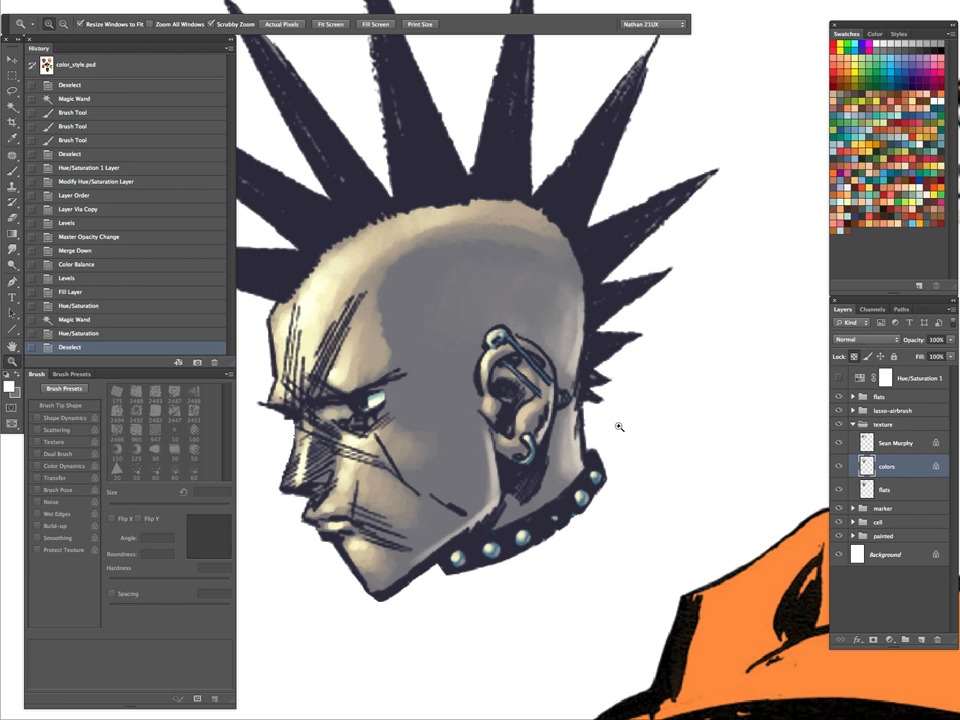 Resize Windows to Fit Zoom All Windows Scrubby Zoom Actual Pixels Fit Screen Fill Screen Print Size Nathan 21UX
History
color_style.psd
Deselect
Magic Wand
Brush Tool
Brush Tool
Brush Tool
Deselect
Hue/Saturation 1 Layer
Modify Hue/Saturation Layer
Layer Order
Layer Via Copy
Levels
Master Opacity Change
Merge Down
Color Balance
Levels
Fill Layer
Hue/Saturation
Magic Wand
Hue/Saturation
Deselect
Brush Brush Presets
Brush Presets
Brush Tip Shape
Shape Dynamics
Scattering
Texture
Dual Brush
Color Dynamics
Transfer
Brush Pose
Noise
Wet Edges
Build-up
Smoothing
Protect Texture
Size
Flip X Flip Y
Angle:
Roundness:
Hardness
Spacing
Swatches Color Styles
Layers Channels Paths
Kind
Normal Opacity: 100%
Lock: Fill: 100%
Hue/Saturation 1
flats
lasso-airbrush
texture
Sean Murphy
colors
flats
marker
cell
painted
Background